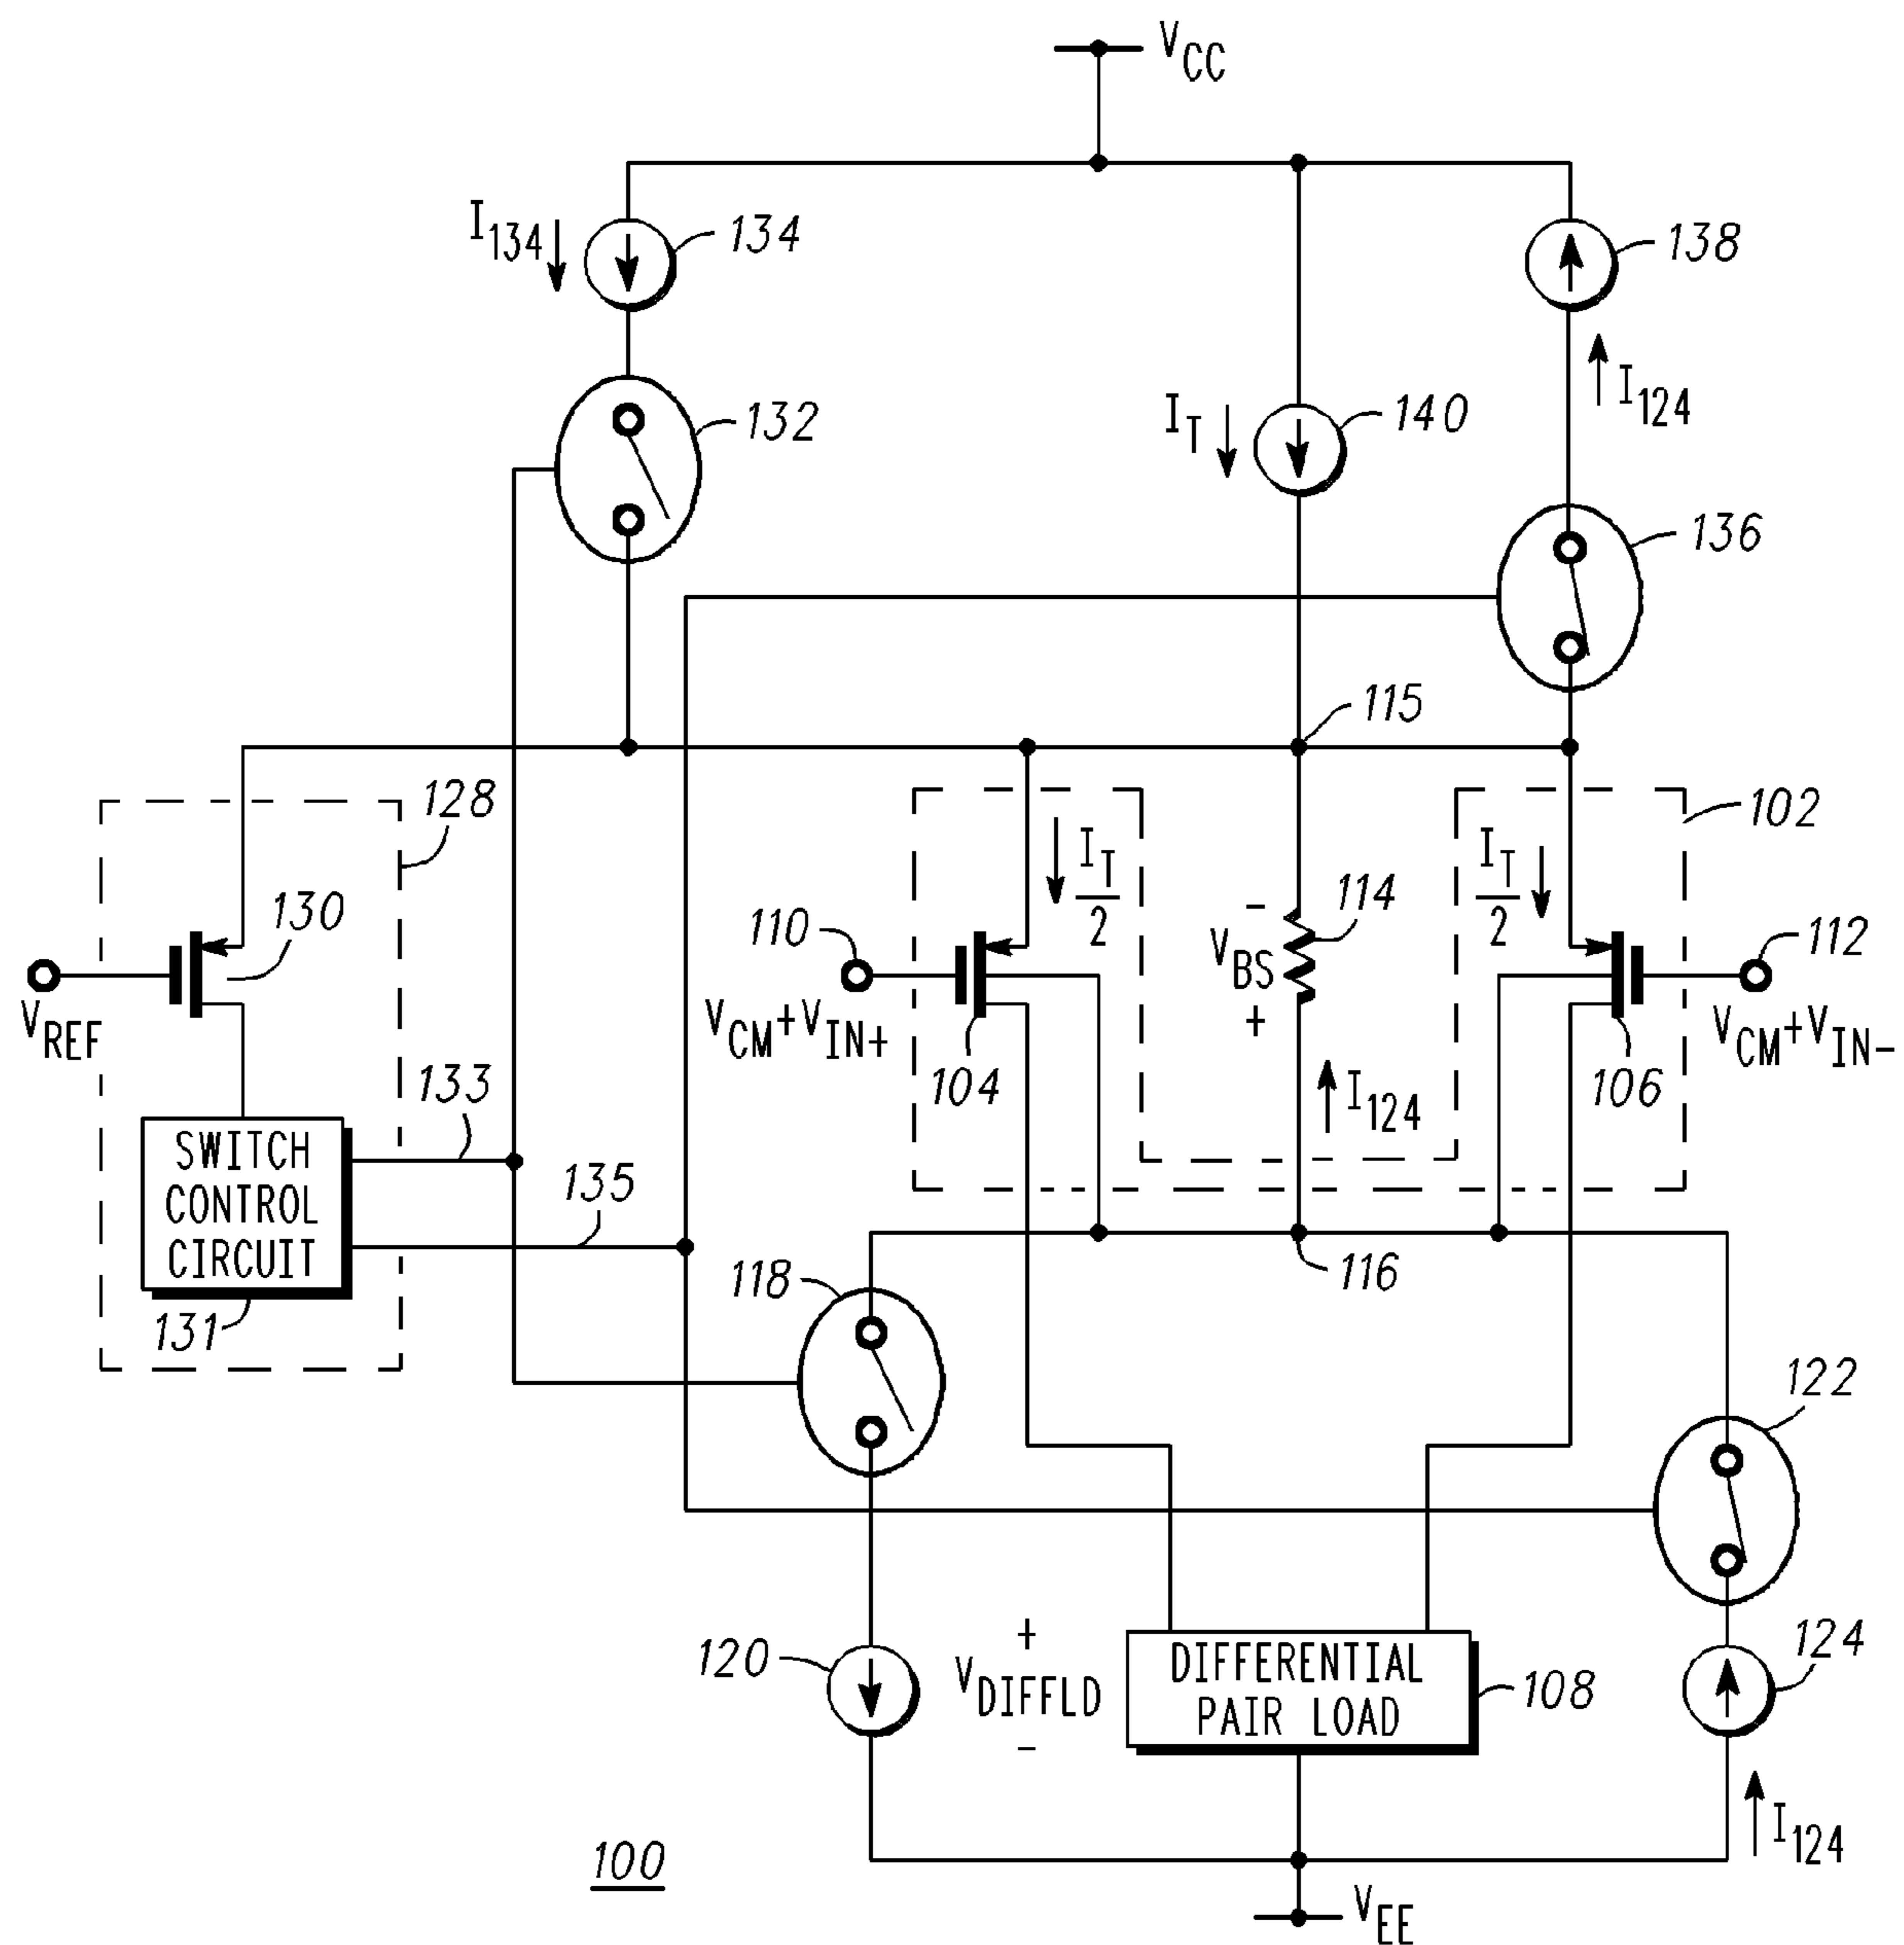 V_CC
I_134
134
138
132
I_T
140
I_124
136
115
128
102
I_T/2
I_T/2
130
110
-
V_BS
+
114
112
V_REF
V_CM+V_IN+
V_CM+V_IN-
104
106
133
I_124
SWITCH
CONTROL
CIRCUIT
135
131
118
116
122
120
+
V_DIFFLD
-
DIFFERENTIAL
PAIR LOAD
108
124
I_124
100
V_EE